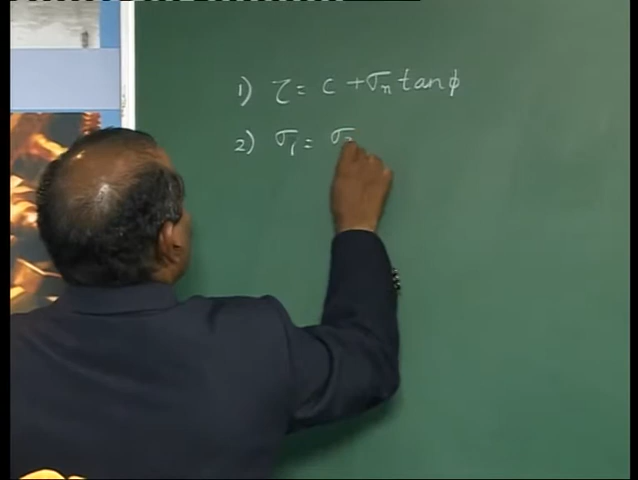 1) τ = c + σn tan ϕ
2) σ1 = σ